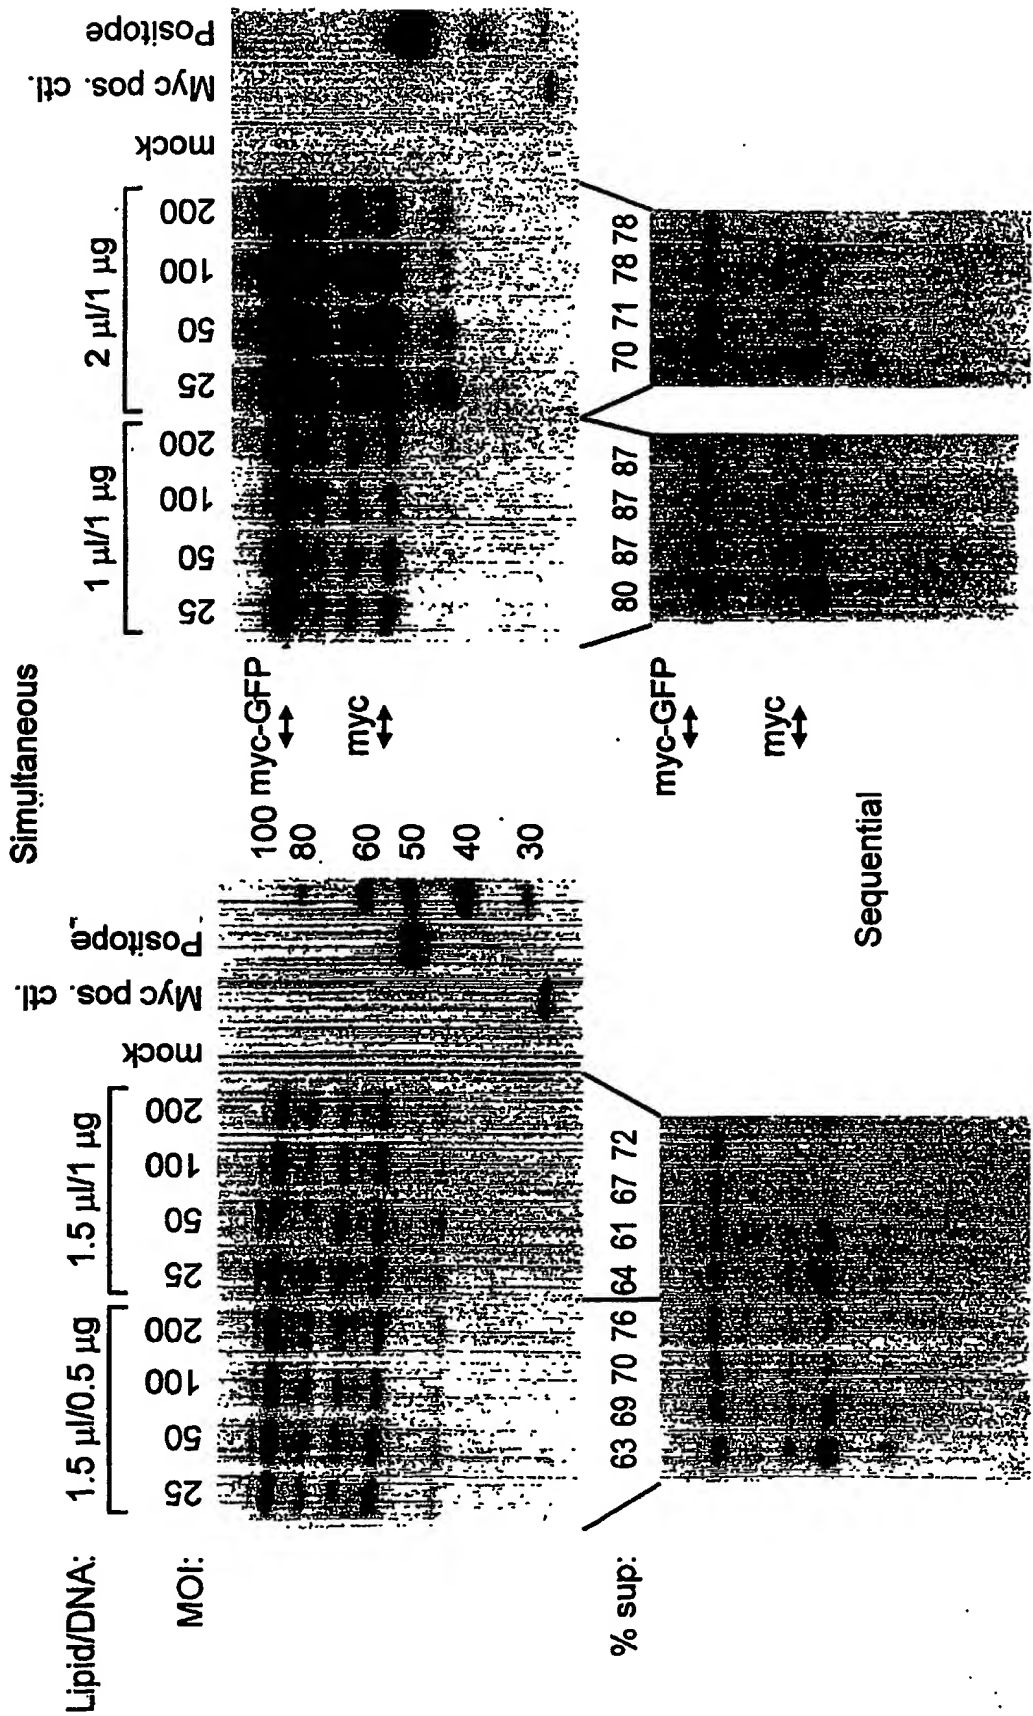 Simultaneous
Lipid/DNA: 1.5 µl/0.5 µg 1.5 µl/1 µg 1 µl/1 µg 2 µl/1 µg
MOI: 25 50 100 200 25 50 100 200 mock Myc pos. ctl. Positope 25 50 100 200 25 50 100 200 mock Myc pos. ctl. Positope
100 myc-GFP
80
60 myc
50
40
30
% sup: 63 69 70 76 64 61 67 72 80 87 87 87 70 71 78 78
myc-GFP
myc
Sequential